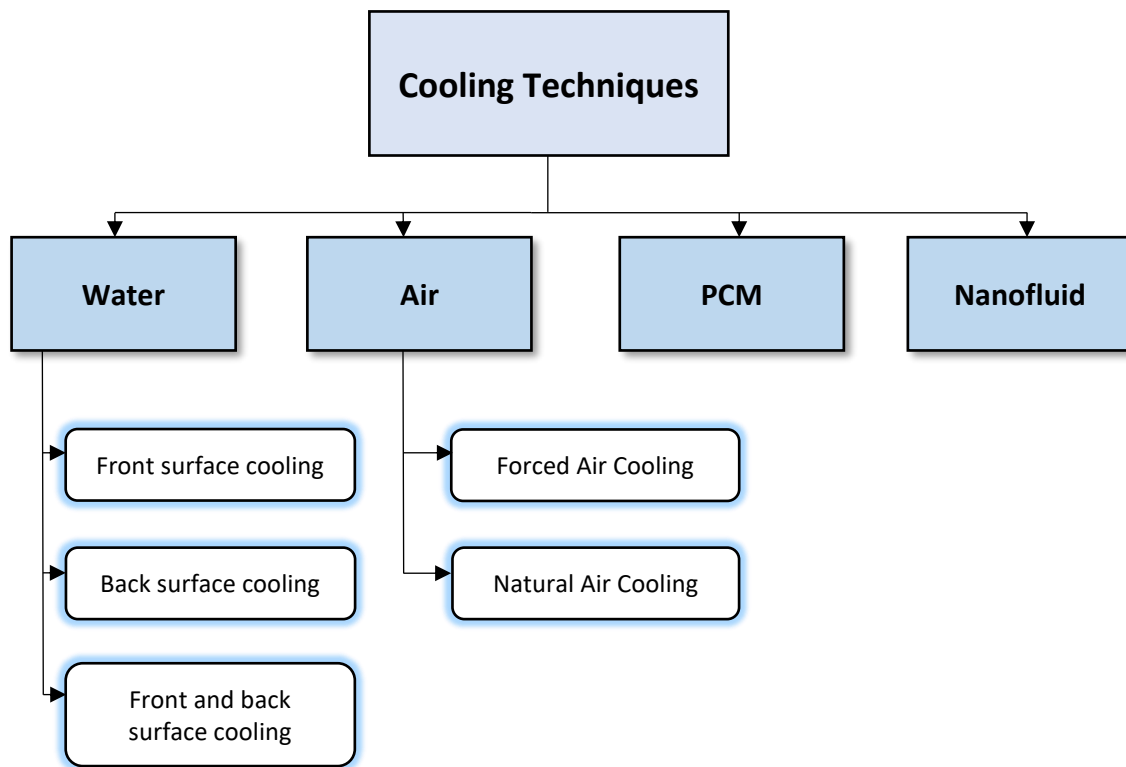 Cooling Techniques
Water
Air
PCM
Nanofluid
Front surface cooling
Back surface cooling
Front and back
surface cooling
Forced Air Cooling
Natural Air Cooling